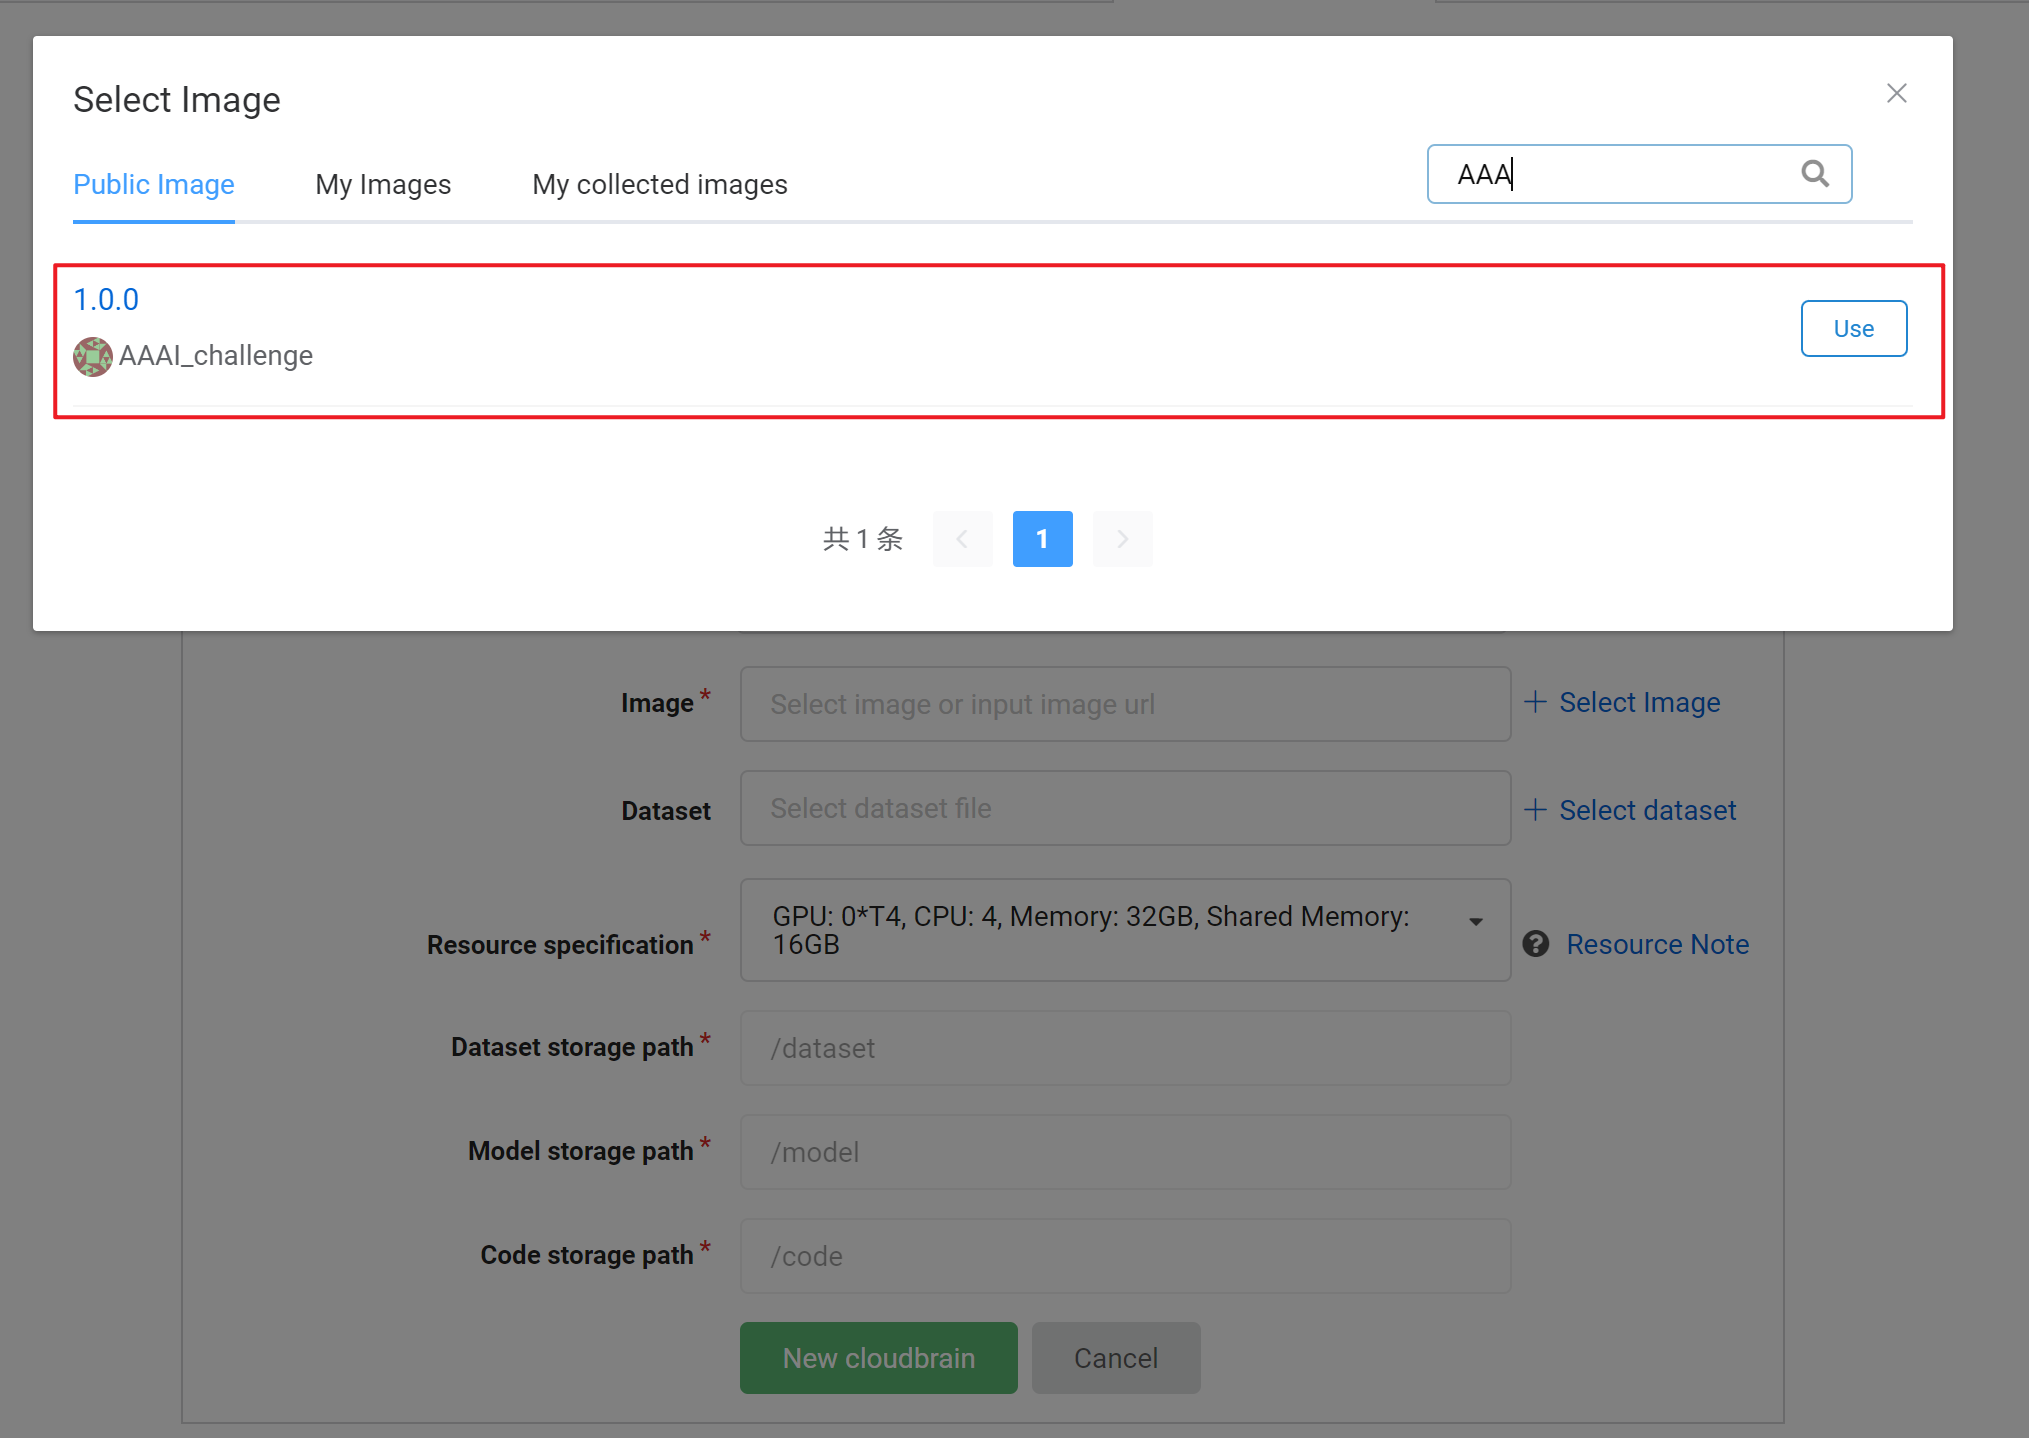 Select Image
Public Image
My Images
My collected images
AAA
1.0.0
AAAI_challenge
Use
共 1 条
1
Image *
Select image or input image url
Select Image
Dataset
Select dataset file
Select dataset
Resource specification *
GPU: 0*T4, CPU: 4, Memory: 32GB, Shared Memory:
16GB
Resource Note
Dataset storage path *
/dataset
Model storage path *
/model
Code storage path *
/code
New cloudbrain
Cancel